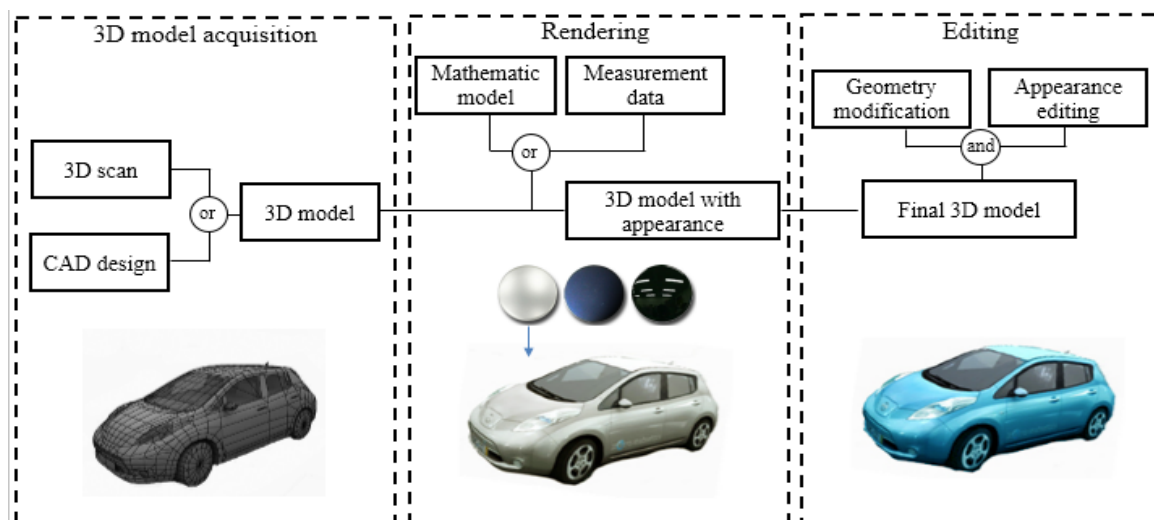 3D model acquisition
3D scan
or
CAD design
3D model
Rendering
Mathematic
model
Measurement
data
or
3D model with
appearance
Editing
Geometry
modification
Appearance
editing
and
Final 3D model